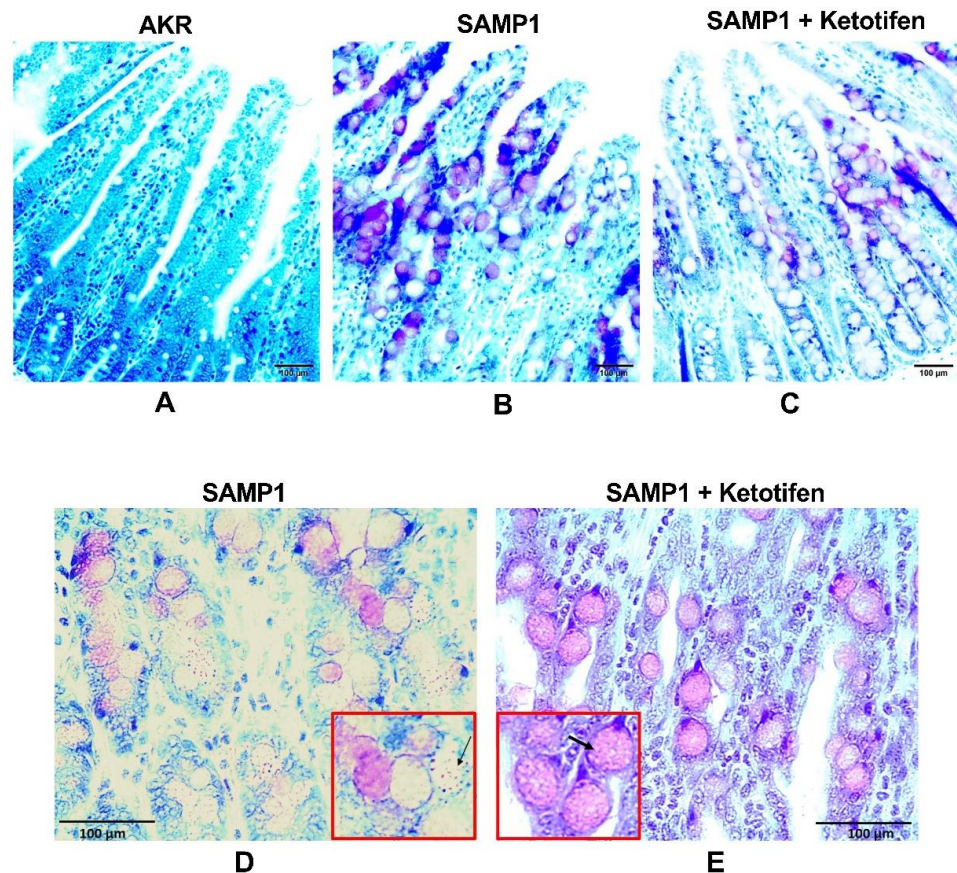 AKR
SAMP1
SAMP1 + Ketotifen
100 μm
100 μm
100 μm
A
B
C
SAMP1
SAMP1 + Ketotifen
100 μm
100 μm
D
E